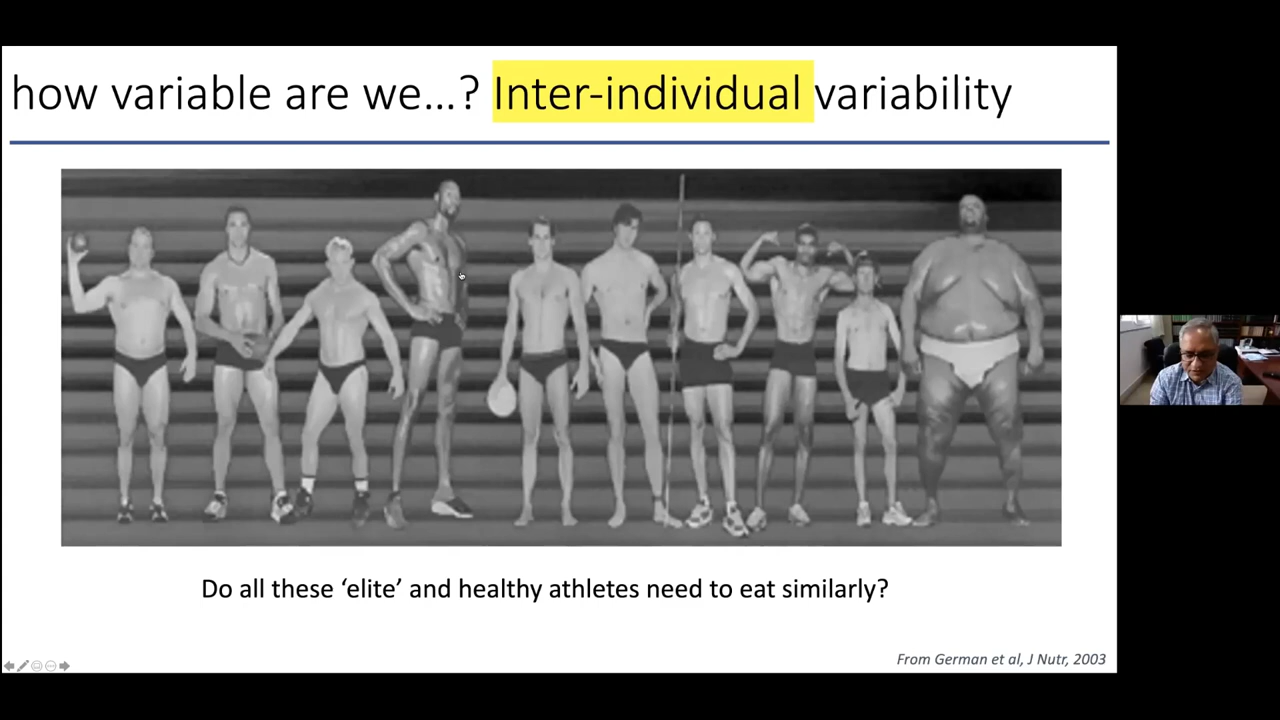 how variable are we...? Inter-individual variability
Do all these ‘elite’ and healthy athletes need to eat similarly?
From German et al, J Nutr, 2003